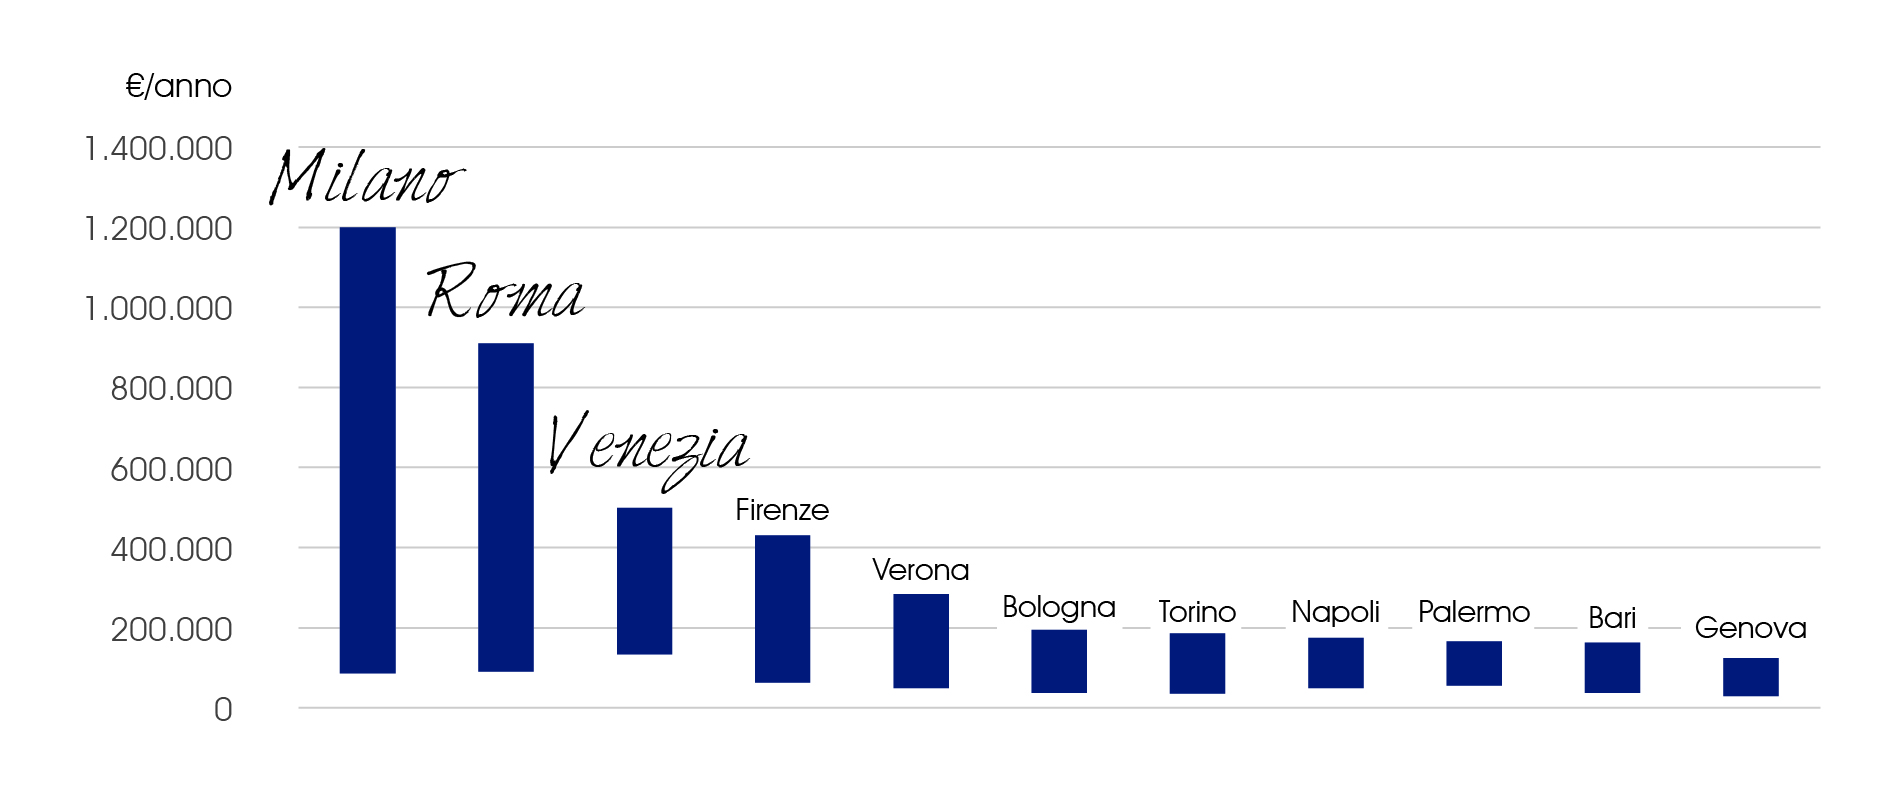 €/anno
1.400.000
Milano
1.200.000
Roma
1.000.000
800.000
Venezia
600.000
Firenze
400.000
Verona
Bologna Torino Napoli Palermo Bari Genova
200.000
0